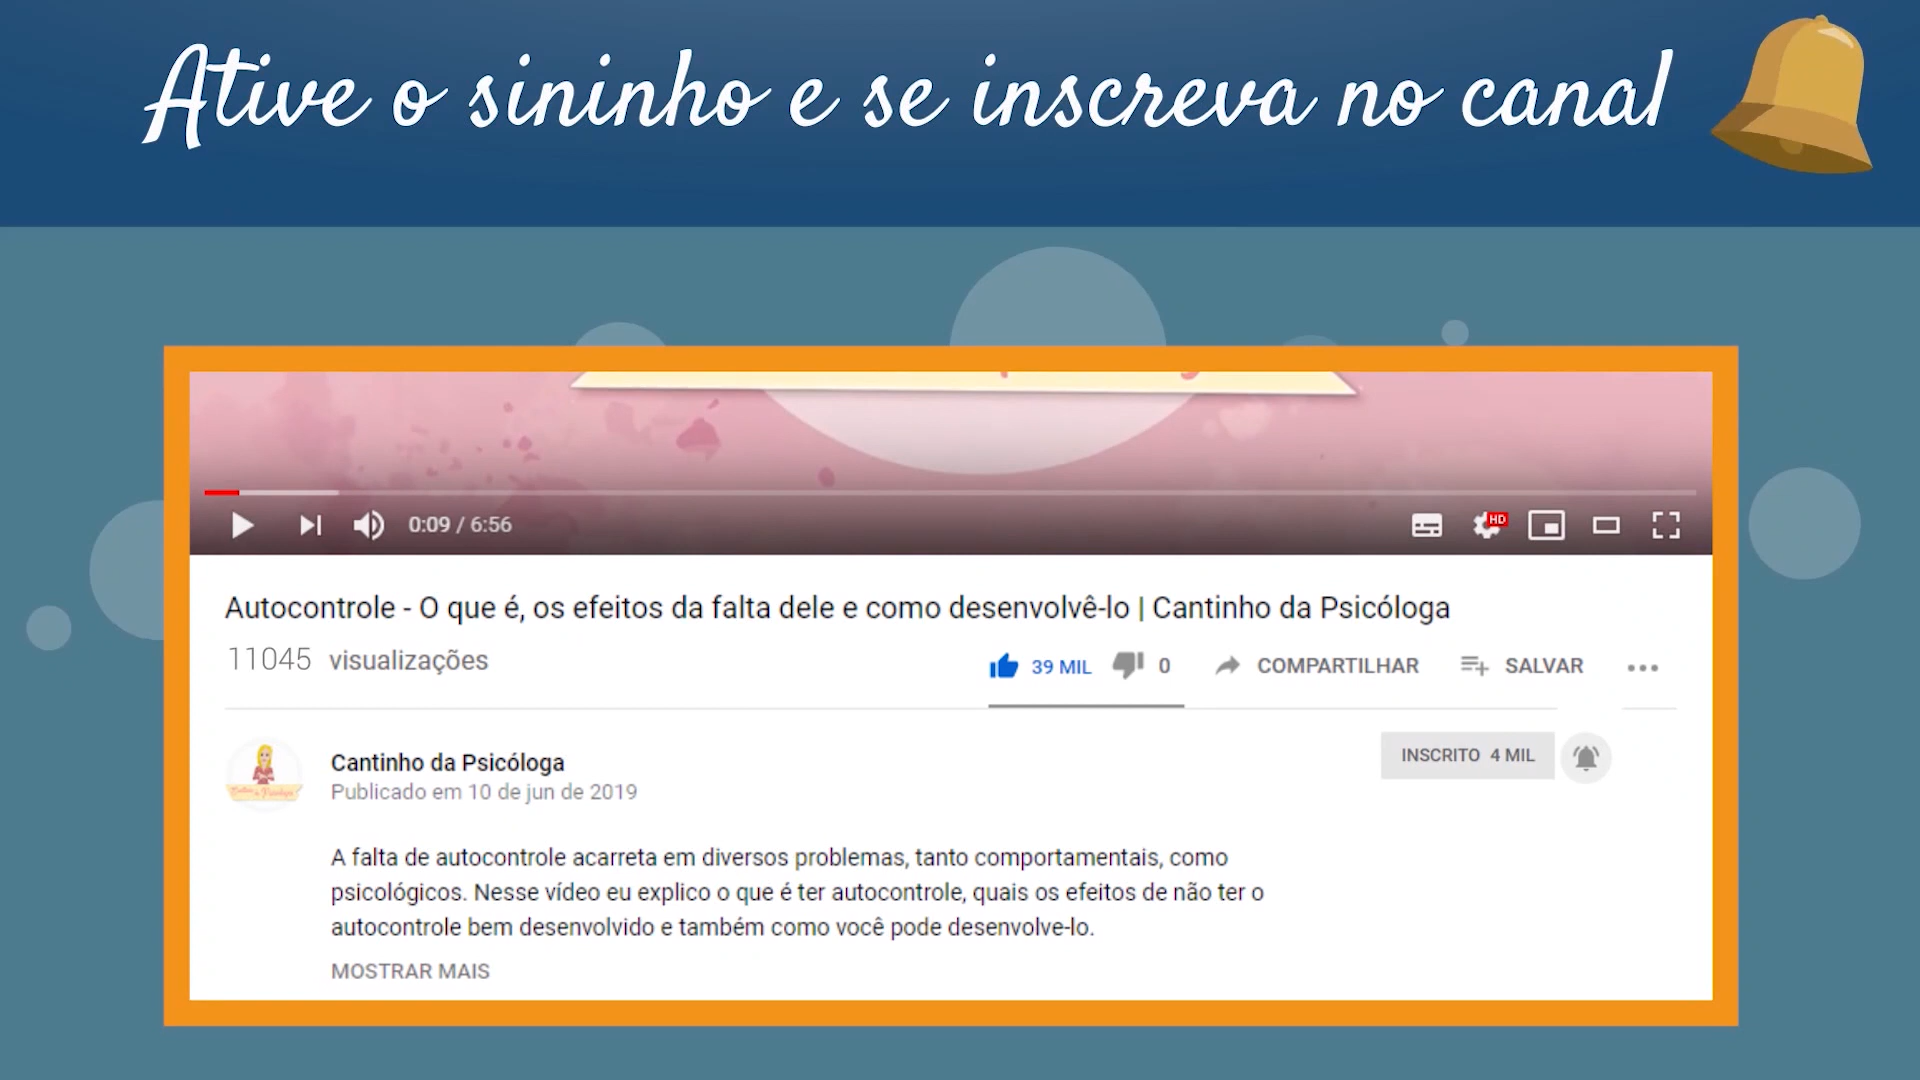 Ative o sininho e se inscreva no canal
0:09 / 6:56
HD
Autocontrole - O que é, os efeitos da falta dele e como desenvolvê-lo | Cantinho da Psicóloga
11045 visualizações
39 MIL 0 COMPARTILHAR SALVAR
Cantinho da Psicóloga
INSCRITO 4 MIL
Publicado em 10 de jun de 2019
A falta de autocontrole acarreta em diversos problemas, tanto comportamentais, como
psicológicos. Nesse vídeo eu explico o que é ter autocontrole, quais os efeitos de não ter o
autocontrole bem desenvolvido e também como você pode desenvolve-lo.
MOSTRAR MAIS